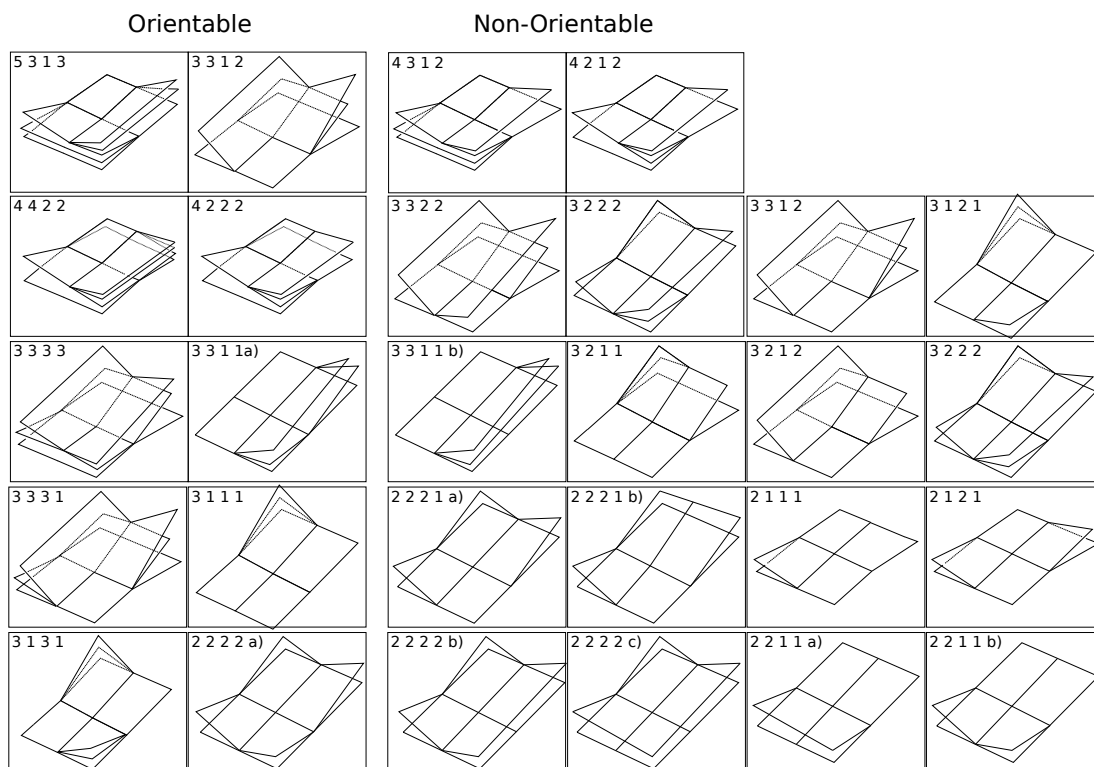 Orientable Non-Orientable
5 3 1 3 3 3 1 2 4 3 1 2 4 2 1 2
4 4 2 2 4 2 2 2 3 3 2 2 3 2 2 2 3 3 1 2 3 1 2 1
3 3 3 3 3 3 1 1a) 3 3 1 1 b) 3 2 1 1 3 2 1 2 3 2 2 2
3 3 3 1 3 1 1 1 2 2 2 1 a) 2 2 2 1 b) 2 1 1 1 2 1 2 1
3 1 3 1 2 2 2 2 a) 2 2 2 2 b) 2 2 2 2 c) 2 2 1 1 a) 2 2 1 1 b)